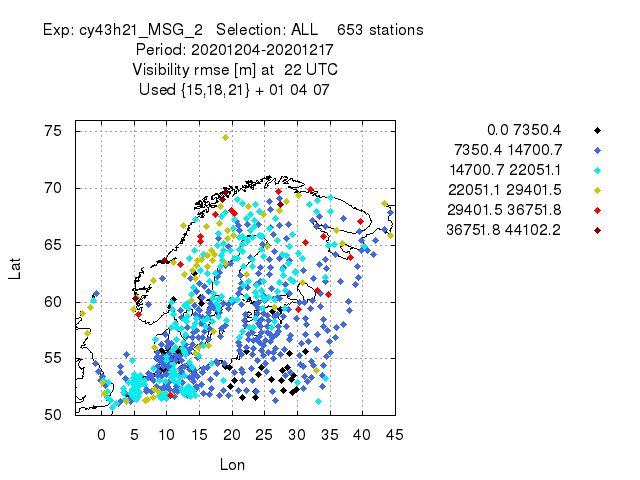 Exp: cy43h21_MSG_2 Selection: ALL 653 stations
Period: 20201204-20201217
Visibility rmse [m] at 22 UTC
Used {15,18,21} + 01 04 07
0.0 7350.4
7350.4 14700.7
14700.7 22051.1
22051.1 29401.5
29401.5 36751.8
36751.8 44102.2
75
70
65
60
55
50
Lat
0 5 10 15 20 25 30 35 40 45
Lon